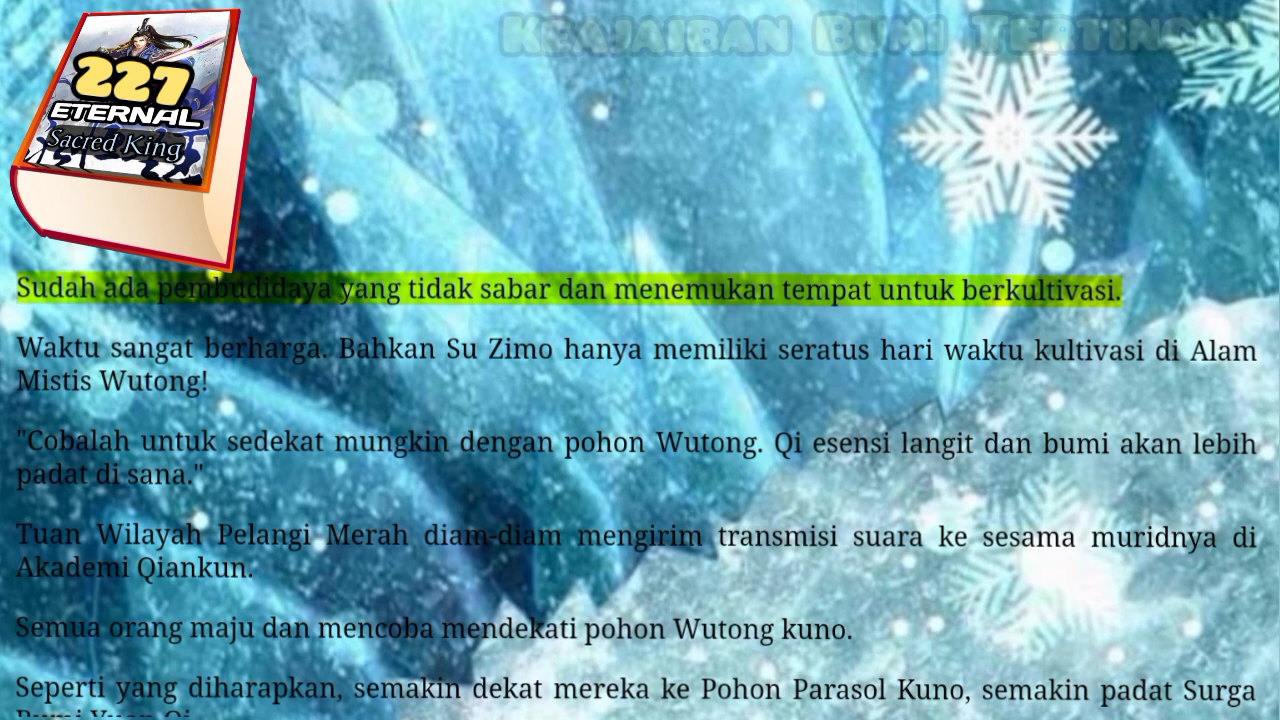 KEAJAIBAN BUMI
227
ETERNAL
Sacred King
Sudah ada pembudidaya yang tidak sabar dan menemukan tempat untuk berkultivasi.
Waktu sangat berharga. Bahkan Su Zimo hanya memiliki seratus hari waktu kultivasi di Alam
Mistis Wutong!
"Cobalah untuk sedekat mungkin dengan pohon Wutong. Qi esensi langit dan bumi akan lebih
padat di sana."
Tuan Wilayah Pelangi Merah diam-diam mengirim transmisi suara ke sesama muridnya di
Akademi Qiankun.
Semua orang maju dan mencoba mendekati pohon Wutong kuno.
Seperti yang diharapkan, semakin dekat mereka ke Pohon Parasol Kuno, semakin padat Surga